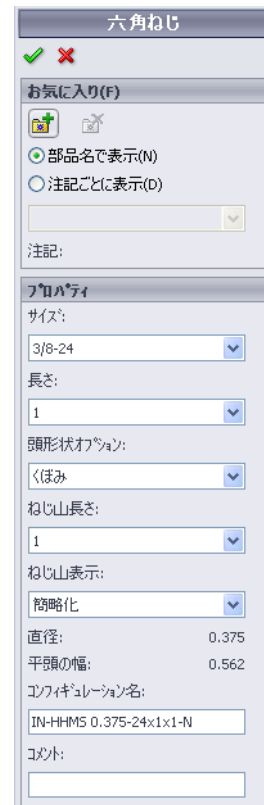 六角ねじ
お気に入り(F)
部品名で表示(N)
注記ごとに表示(D)
注記:
プロパティ
サイズ:
3/8-24
長さ:
1
頭形状オプション:
くぼみ
ねじ山長さ:
1
ねじ山表示:
簡略化
直径: 0.375
平頭の幅: 0.562
コンフィギュレーション名:
IN-HHMS 0.375-24x1x1-N
コメント: